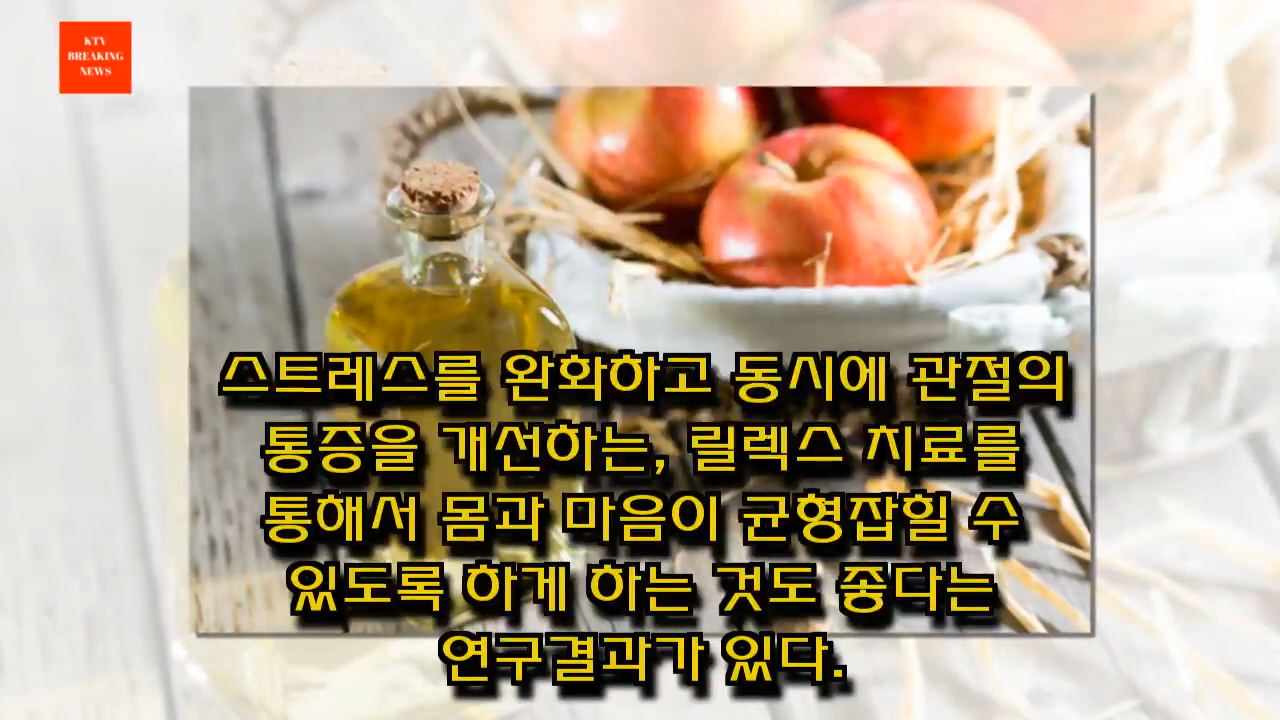 KTV
BREAKING
NEWS
스트레스를 완화하고 동시에 관절의
통증을 개선하는, 릴렉스 치료를
통해서 몸과 마음이 균형잡힐 수
있도록 하게 하는 것도 좋다는
연구결과가 있다.